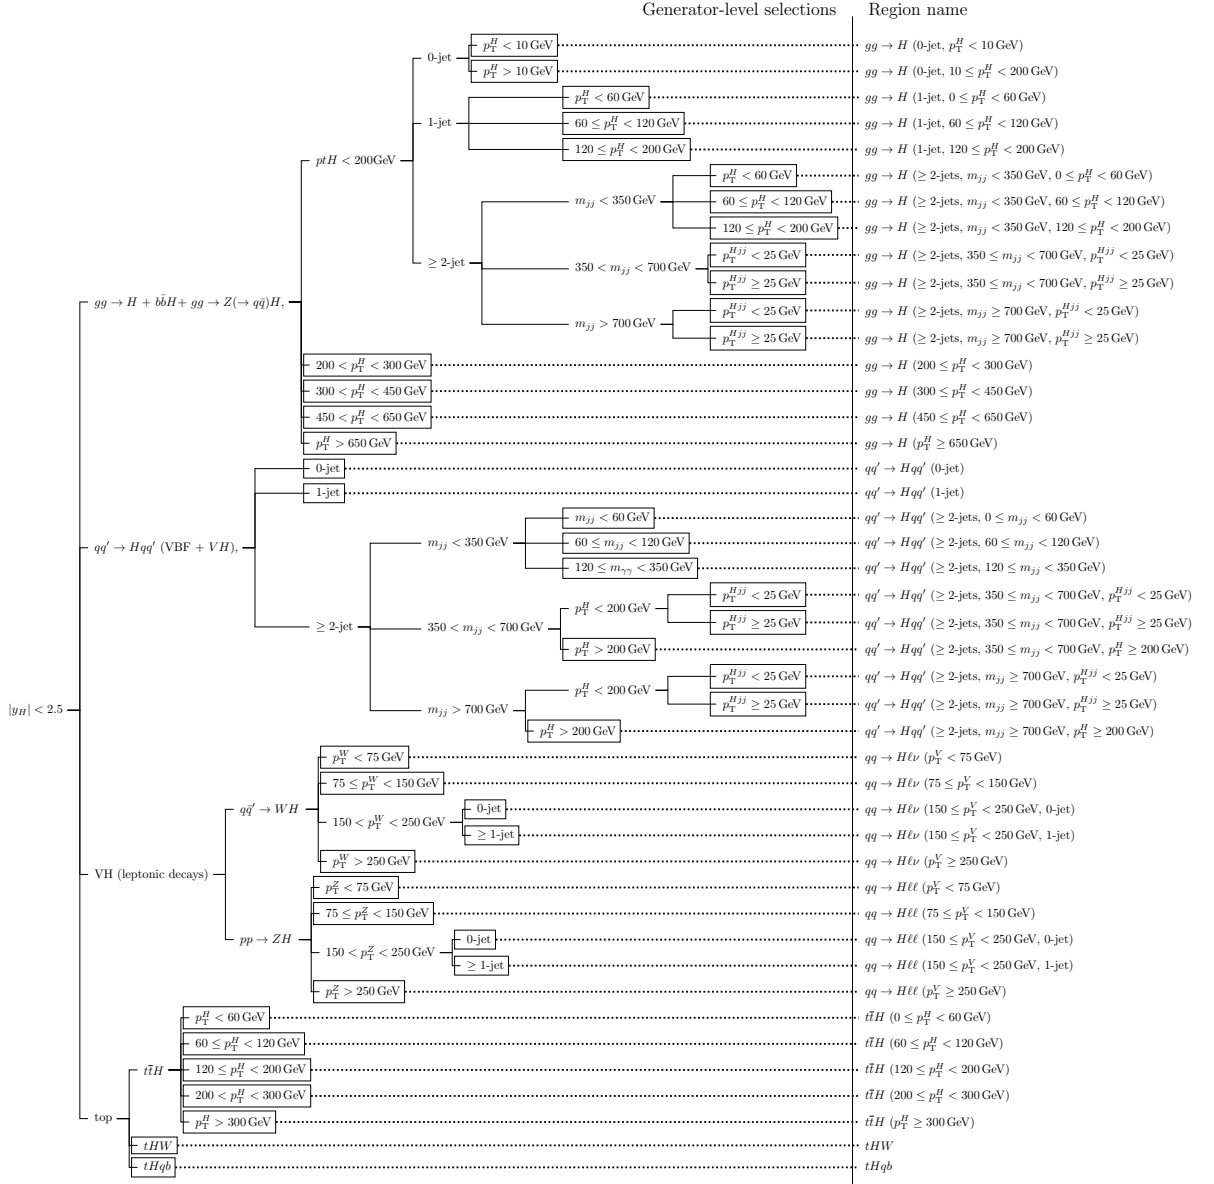 Generator-level selections Region name
0-jet
p_T^H < 10 GeV gg → H (0-jet, p_T^H < 10 GeV)
p_T^H > 10 GeV gg → H (0-jet, 10 ≤ p_T^H < 200 GeV)
p_T^H < 60 GeV gg → H (1-jet, 0 ≤ p_T^H < 60 GeV)
1-jet 60 ≤ p_T^H < 120 GeV gg → H (1-jet, 60 ≤ p_T^H < 120 GeV)
120 ≤ p_T^H < 200 GeV gg → H (1-jet, 120 ≤ p_T^H < 200 GeV)
ptH < 200GeV
p_T^H < 60 GeV gg → H (≥ 2-jets, m_jj < 350 GeV, 0 ≤ p_T^H < 60 GeV)
m_jj < 350 GeV 60 ≤ p_T^H < 120 GeV gg → H (≥ 2-jets, m_jj < 350 GeV, 60 ≤ p_T^H < 120 GeV)
120 ≤ p_T^H < 200 GeV gg → H (≥ 2-jets, m_jj < 350 GeV, 120 ≤ p_T^H < 200 GeV)
p_T^Hjj < 25 GeV gg → H (≥ 2-jets, 350 ≤ m_jj < 700 GeV, p_T^Hjj < 25 GeV)
≥ 2-jet 350 < m_jj < 700 GeV
p_T^Hjj ≥ 25 GeV gg → H (≥ 2-jets, 350 ≤ m_jj < 700 GeV, p_T^Hjj ≥ 25 GeV)
gg → H + bb̄H+ gg → Z(→ qq̄)H,
p_T^Hjj < 25 GeV gg → H (≥ 2-jets, m_jj ≥ 700 GeV, p_T^Hjj < 25 GeV)
m_jj > 700 GeV
p_T^Hjj ≥ 25 GeV gg → H (≥ 2-jets, m_jj ≥ 700 GeV, p_T^Hjj ≥ 25 GeV)
200 < p_T^H < 300 GeV gg → H (200 ≤ p_T^H < 300 GeV)
300 < p_T^H < 450 GeV gg → H (300 ≤ p_T^H < 450 GeV)
450 < p_T^H < 650 GeV gg → H (450 ≤ p_T^H < 650 GeV)
p_T^H > 650 GeV gg → H (p_T^H ≥ 650 GeV)
0-jet qq′ → Hqq′ (0-jet)
1-jet qq′ → Hqq′ (1-jet)
m_jj < 60 GeV qq′ → Hqq′ (≥ 2-jets, 0 ≤ m_jj < 60 GeV)
qq′ → Hqq′ (VBF + VH), m_jj < 350 GeV 60 ≤ m_jj < 120 GeV qq′ → Hqq′ (≥ 2-jets, 60 ≤ m_jj < 120 GeV)
120 ≤ m_γγ < 350 GeV qq′ → Hqq′ (≥ 2-jets, 120 ≤ m_jj < 350 GeV)
p_T^Hjj < 25 GeV qq′ → Hqq′ (≥ 2-jets, 350 ≤ m_jj < 700 GeV, p_T^Hjj < 25 GeV)
p_T^H < 200 GeV
p_T^Hjj ≥ 25 GeV qq′ → Hqq′ (≥ 2-jets, 350 ≤ m_jj < 700 GeV, p_T^Hjj ≥ 25 GeV)
≥ 2-jet 350 < m_jj < 700 GeV
p_T^H > 200 GeV qq′ → Hqq′ (≥ 2-jets, 350 ≤ m_jj < 700 GeV, p_T^H ≥ 200 GeV)
p_T^Hjj < 25 GeV qq′ → Hqq′ (≥ 2-jets, m_jj ≥ 700 GeV, p_T^Hjj < 25 GeV)
p_T^H < 200 GeV
p_T^Hjj ≥ 25 GeV qq′ → Hqq′ (≥ 2-jets, m_jj ≥ 700 GeV, p_T^Hjj ≥ 25 GeV)
|y_H| < 2.5 m_jj > 700 GeV
p_T^H > 200 GeV qq′ → Hqq′ (≥ 2-jets, m_jj ≥ 700 GeV, p_T^H ≥ 200 GeV)
p_T^W < 75 GeV qq → Hℓν (p_T^V < 75 GeV)
75 ≤ p_T^W < 150 GeV qq → Hℓν (75 ≤ p_T^V < 150 GeV)
qq̄′ → WH 0-jet qq → Hℓν (150 ≤ p_T^V < 250 GeV, 0-jet)
150 < p_T^W < 250 GeV
≥ 1-jet qq → Hℓν (150 ≤ p_T^V < 250 GeV, 1-jet)
p_T^W > 250 GeV qq → Hℓν (p_T^V ≥ 250 GeV)
VH (leptonic decays)
p_T^Z < 75 GeV qq → Hℓℓ (p_T^V < 75 GeV)
75 ≤ p_T^Z < 150 GeV qq → Hℓℓ (75 ≤ p_T^V < 150 GeV)
pp → ZH 0-jet qq → Hℓℓ (150 ≤ p_T^V < 250 GeV, 0-jet)
150 < p_T^Z < 250 GeV
≥ 1-jet qq → Hℓℓ (150 ≤ p_T^V < 250 GeV, 1-jet)
p_T^Z > 250 GeV qq → Hℓℓ (p_T^V ≥ 250 GeV)
p_T^H < 60 GeV tt̄H (0 ≤ p_T^H < 60 GeV)
60 ≤ p_T^H < 120 GeV tt̄H (60 ≤ p_T^H < 120 GeV)
tt̄H 120 ≤ p_T^H < 200 GeV tt̄H (120 ≤ p_T^H < 200 GeV)
200 < p_T^H < 300 GeV tt̄H (200 ≤ p_T^H < 300 GeV)
top p_T^H > 300 GeV tt̄H (p_T^H ≥ 300 GeV)
tHW tHW
tHqb tHqb